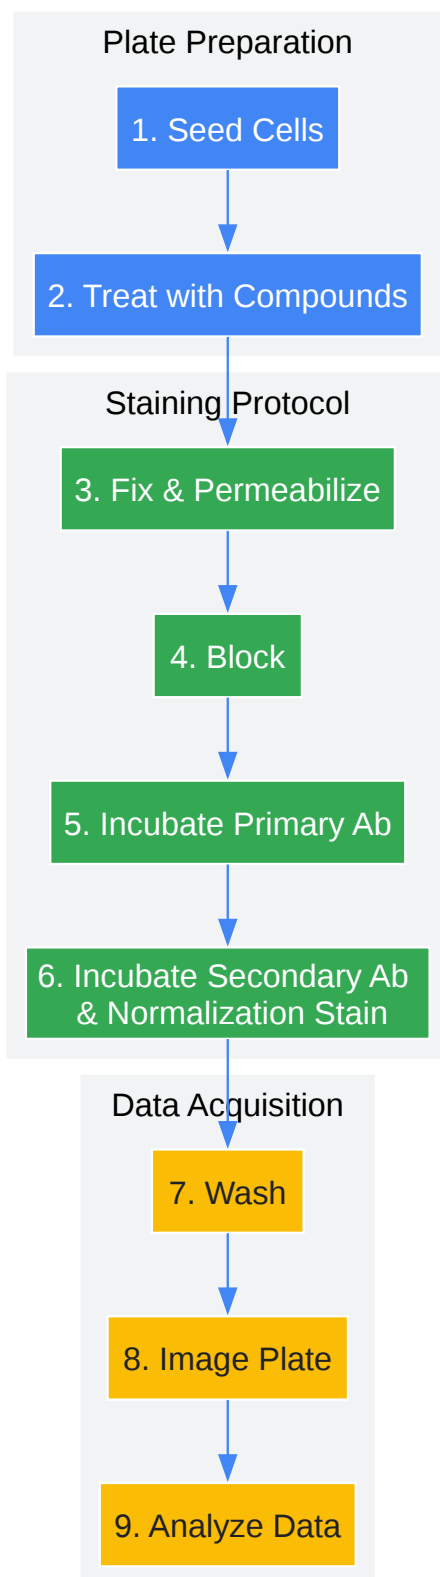 Plate Preparation
1. Seed Cells
2. Treat with Compounds
Staining Protocol
3. Fix & Permeabilize
4. Block
5. Incubate Primary Ab
6. Incubate Secondary Ab
& Normalization Stain
Data Acquisition
7. Wash
8. Image Plate
9. Analyze Data